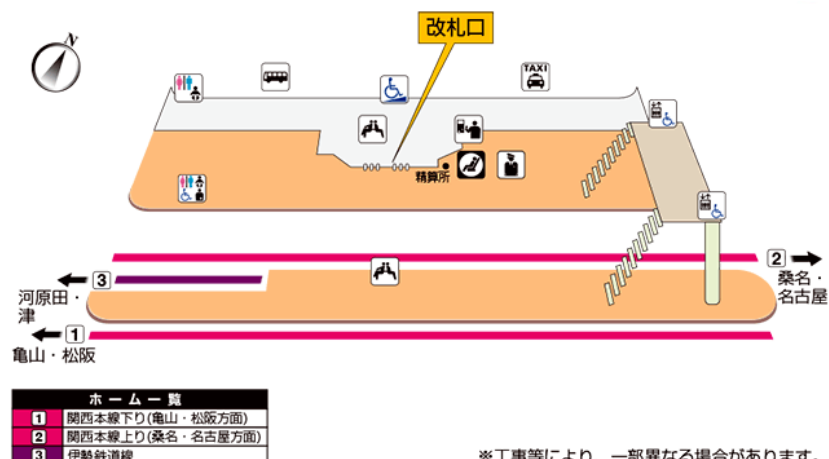 改札口
N
TAXI
精算所
3
河原田・
津
2
桑名・
名古屋
1
亀山・松阪
ホーム一覧
1 関西本線下り(亀山・松阪方面)
2 関西本線上り(桑名・名古屋方面)
3 伊勢鉄道線
※工事等により、一部異なる場合があります。